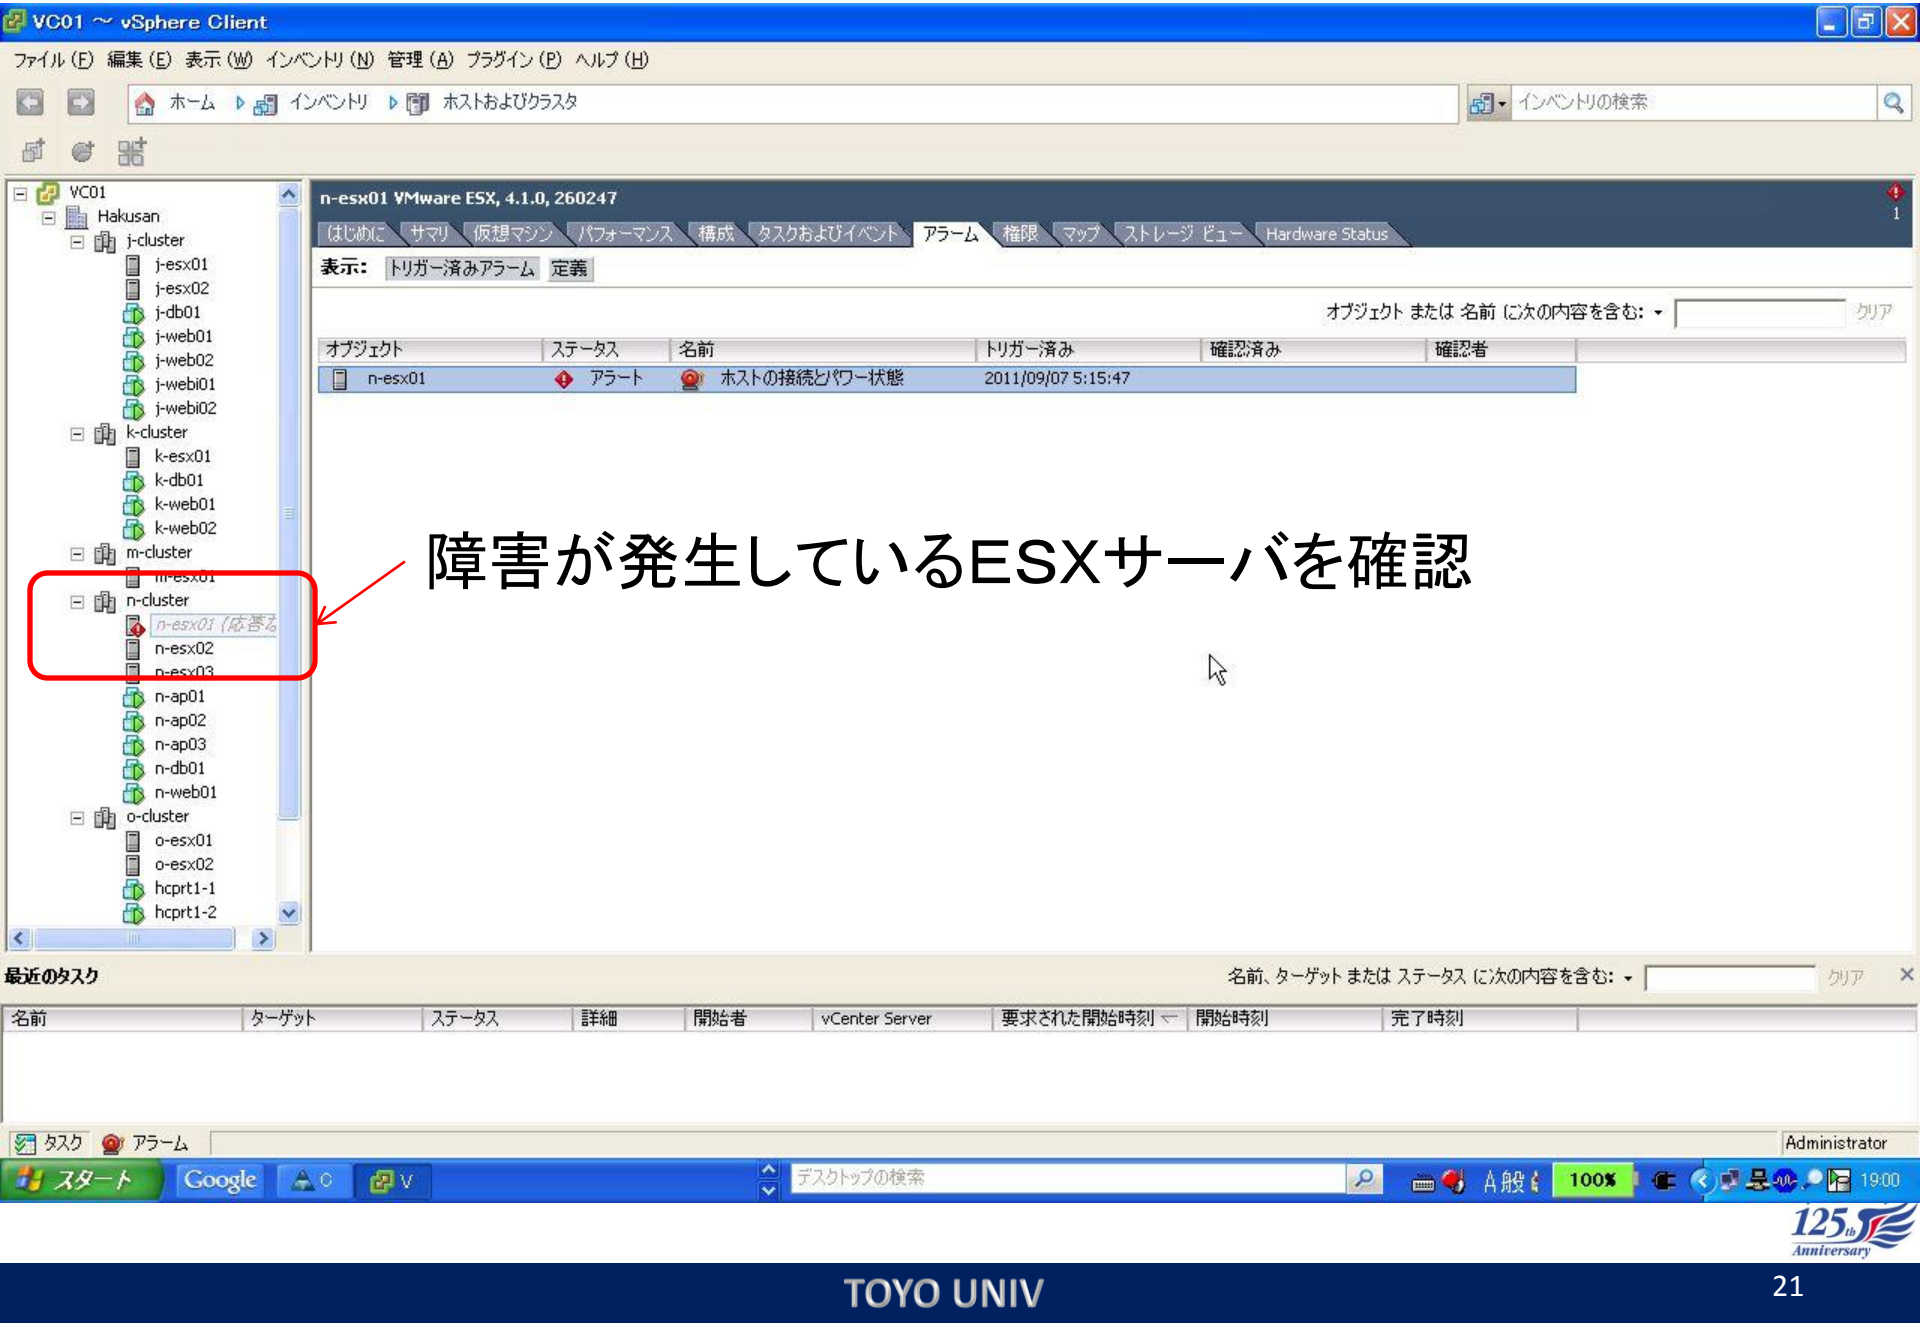 VC01 ～ vSphere Client
ファイル (F) 編集 (E) 表示 (W) インベントリ (N) 管理 (A) プラグイン (P) ヘルプ (H)
ホーム インベントリ ホストおよびクラスタ インベントリの検索
VC01
Hakusan
j-cluster
j-esx01
j-esx02
j-db01
j-web01
j-web02
j-webi01
j-webi02
k-cluster
k-esx01
k-db01
k-web01
k-web02
m-cluster
m-esx01
n-cluster
n-esx01 (応答な
n-esx02
n-esx03
n-ap01
n-ap02
n-ap03
n-db01
n-web01
o-cluster
o-esx01
o-esx02
hcprt1-1
hcprt1-2
n-esx01 VMware ESX, 4.1.0, 260247
1
はじめに サマリ 仮想マシン パフォーマンス 構成 タスクおよびイベント アラーム 権限 マップ ストレージ ビュー Hardware Status
表示: トリガー済みアラーム 定義
オブジェクト または 名前 に次の内容を含む: クリア
オブジェクト ステータス 名前 トリガー済み 確認済み 確認者
n-esx01 アラート ホストの接続とパワー状態 2011/09/07 5:15:47
障害が発生しているESXサーバを確認
最近のタスク 名前、ターゲット または ステータス に次の内容を含む: クリア
名前 ターゲット ステータス 詳細 開始者 vCenter Server 要求された開始時刻 開始時刻 完了時刻
タスク アラーム Administrator
スタート Google C V デスクトップの検索 A 般 100% 19:00
125th
Anniversary
TOYO UNIV 21